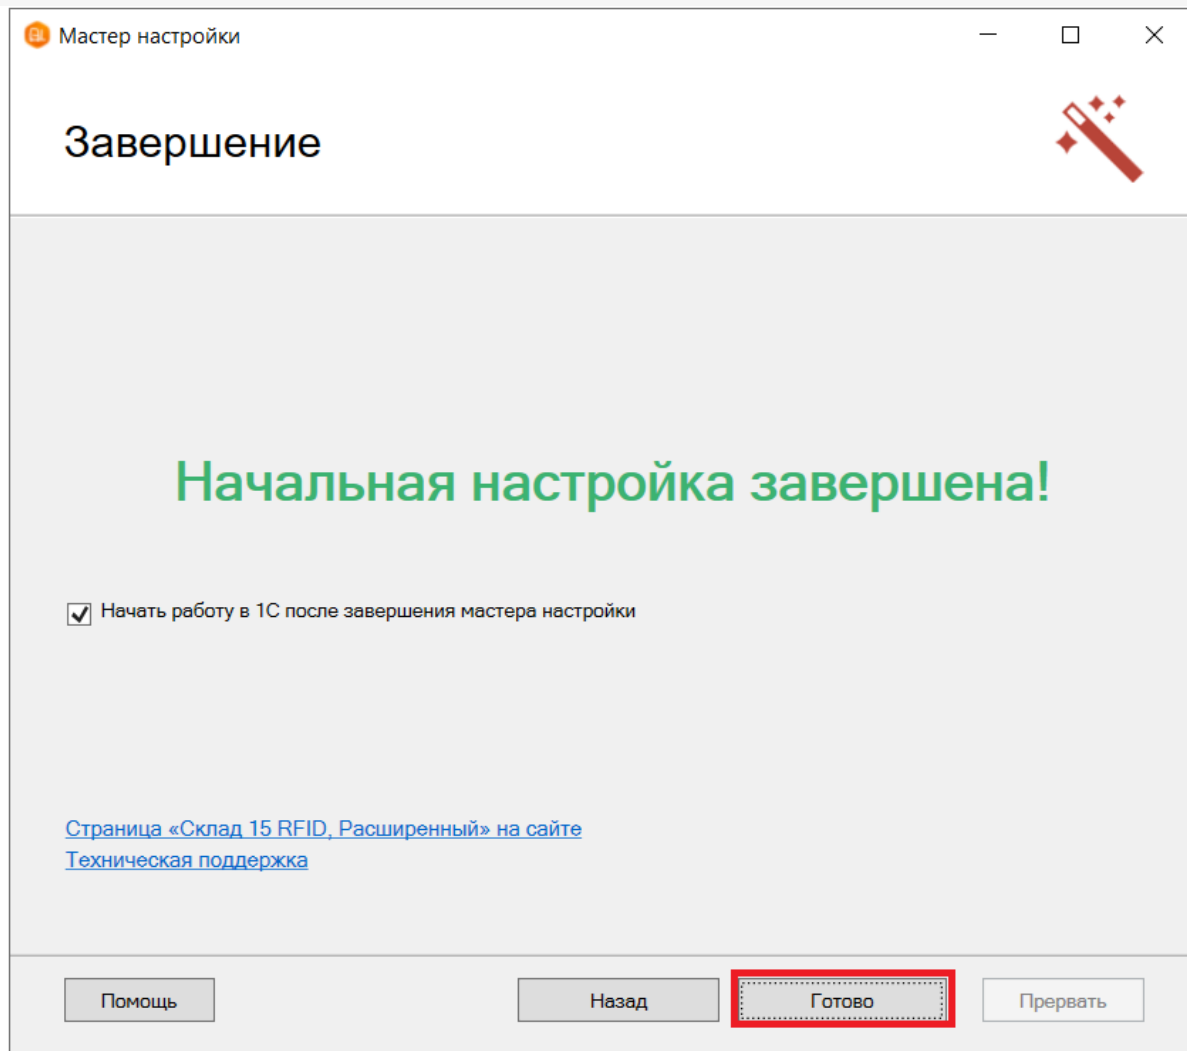 Мастер настройки
Завершение
Начальная настройка завершена!
Начать работу в 1С после завершения мастера настройки
Страница «Склад 15 RFID, Расширенный» на сайте
Техническая поддержка
Помощь
Назад
Готово
Прервать